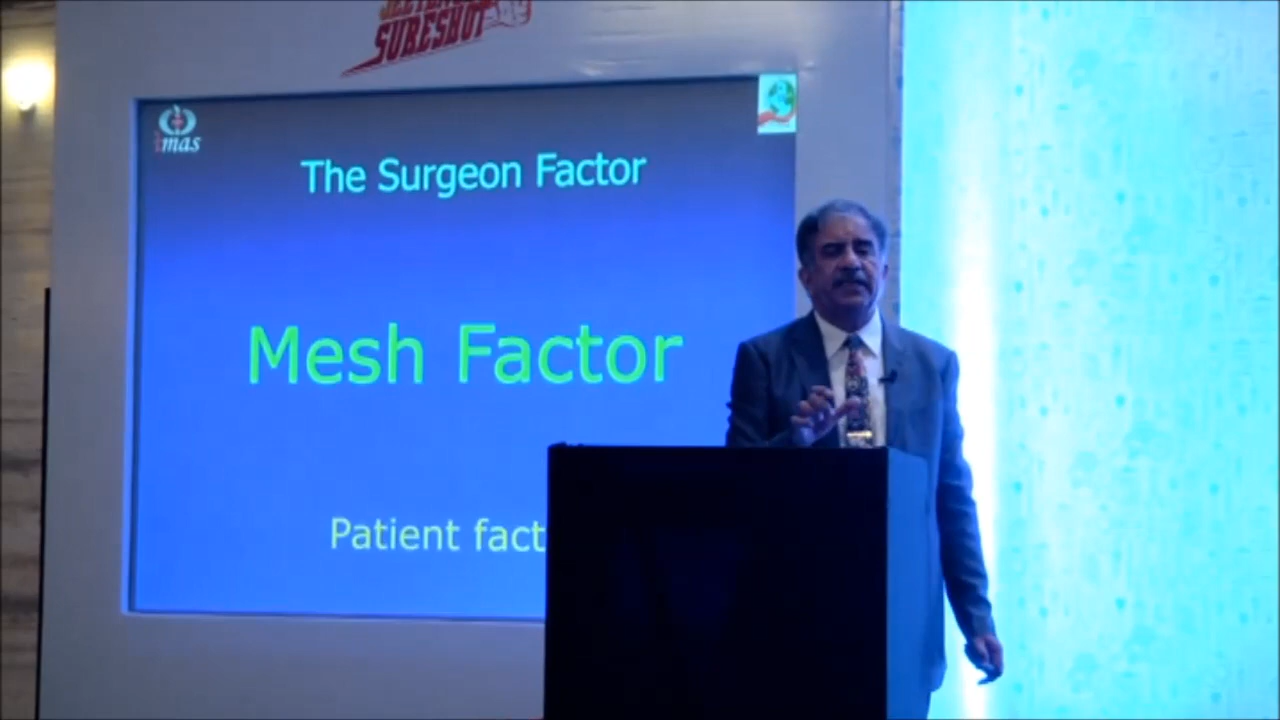 SURESHOT
imas
The Surgeon Factor
Mesh Factor
Patient fact